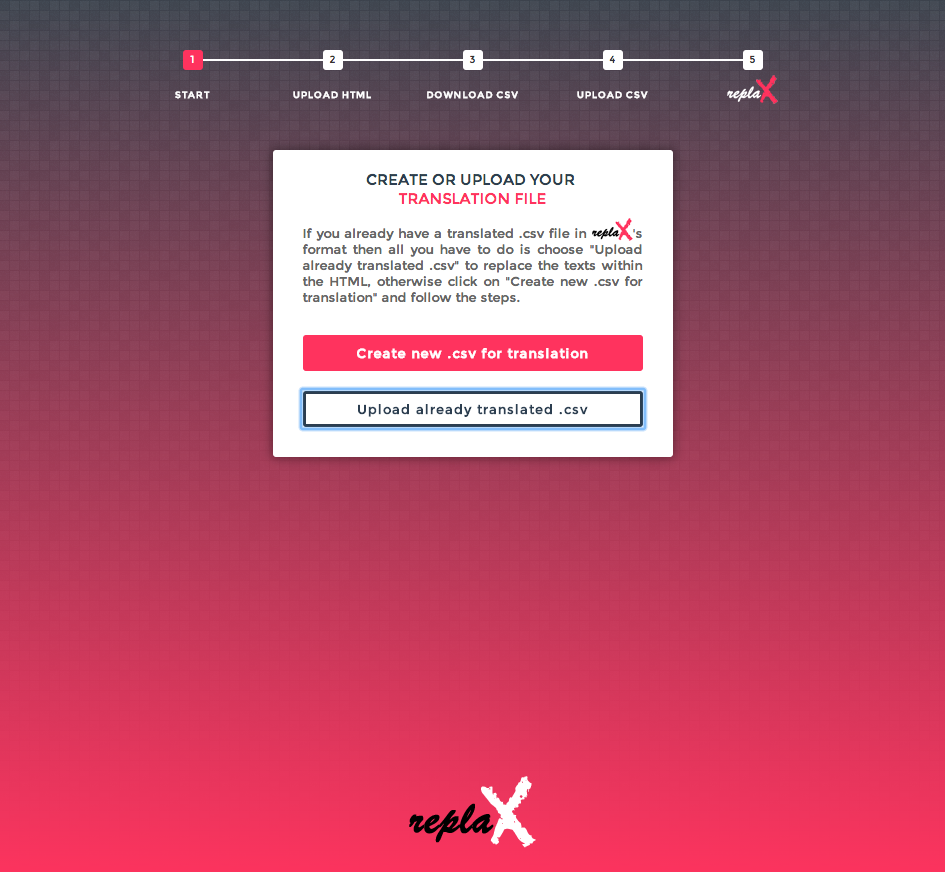 1 2 3 4 5
START UPLOAD HTML DOWNLOAD CSV UPLOAD CSV replaX
CREATE OR UPLOAD YOUR
TRANSLATION FILE
If you already have a translated .csv file in replaX's
format then all you have to do is choose "Upload
already translated .csv" to replace the texts within
the HTML, otherwise click on "Create new .csv for
translation" and follow the steps.
Create new .csv for translation
Upload already translated .csv
replaX